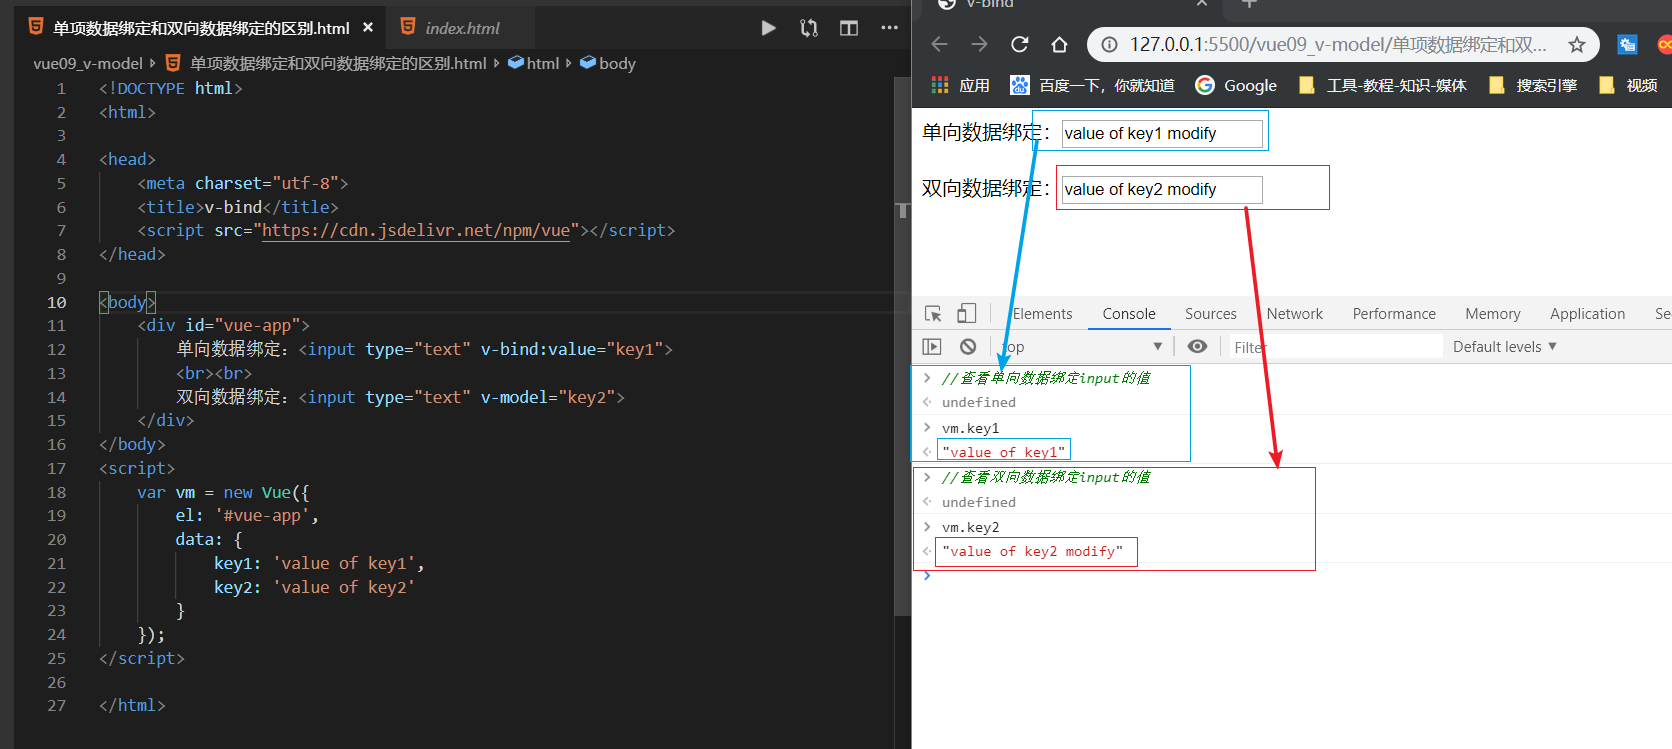 单项数据绑定和双向数据绑定的区别.html × index.html
vue09_v-model › 单项数据绑定和双向数据绑定的区别.html › html › body
1 <!DOCTYPE html>
2 <html>
3
4 <head>
5 <meta charset="utf-8">
6 <title>v-bind</title>
7 <script src="https://cdn.jsdelivr.net/npm/vue"></script>
8 </head>
9
10 <body>
11 <div id="vue-app">
12 单向数据绑定：<input type="text" v-bind:value="key1">
13 <br><br>
14 双向数据绑定：<input type="text" v-model="key2">
15 </div>
16 </body>
17 <script>
18 var vm = new Vue({
19 el: '#vue-app',
20 data: {
21 key1: 'value of key1',
22 key2: 'value of key2'
23 }
24 });
25 </script>
26
27 </html>
v-bind
127.0.0.1:5500/vue09_v-model/单项数据绑定和双...
应用 百度一下，你就知道 Google 工具-教程-知识-媒体 搜索引擎 视频
单向数据绑定：value of key1 modify
双向数据绑定：value of key2 modify
Elements Console Sources Network Performance Memory Application Se
top Filter Default levels ▼
//查看单向数据绑定input的值
undefined
vm.key1
"value of key1"
//查看双向数据绑定input的值
undefined
vm.key2
"value of key2 modify"